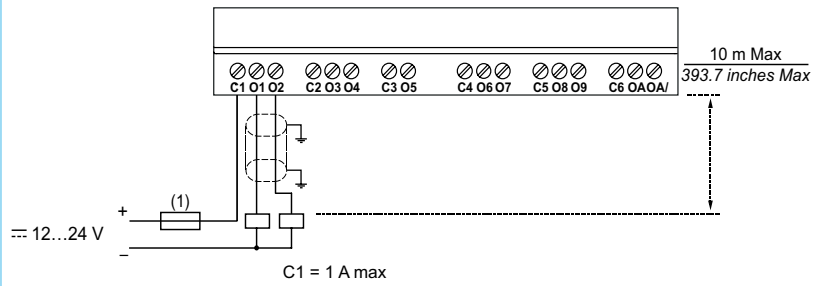 10 m Max
393.7 inches Max
C1 O1 O2 C2 O3 O4 C3 O5 C4 O6 O7 C5 O8 O9 C6 OA OA/
(1)
+
12...24 V
–
C1 = 1 A max